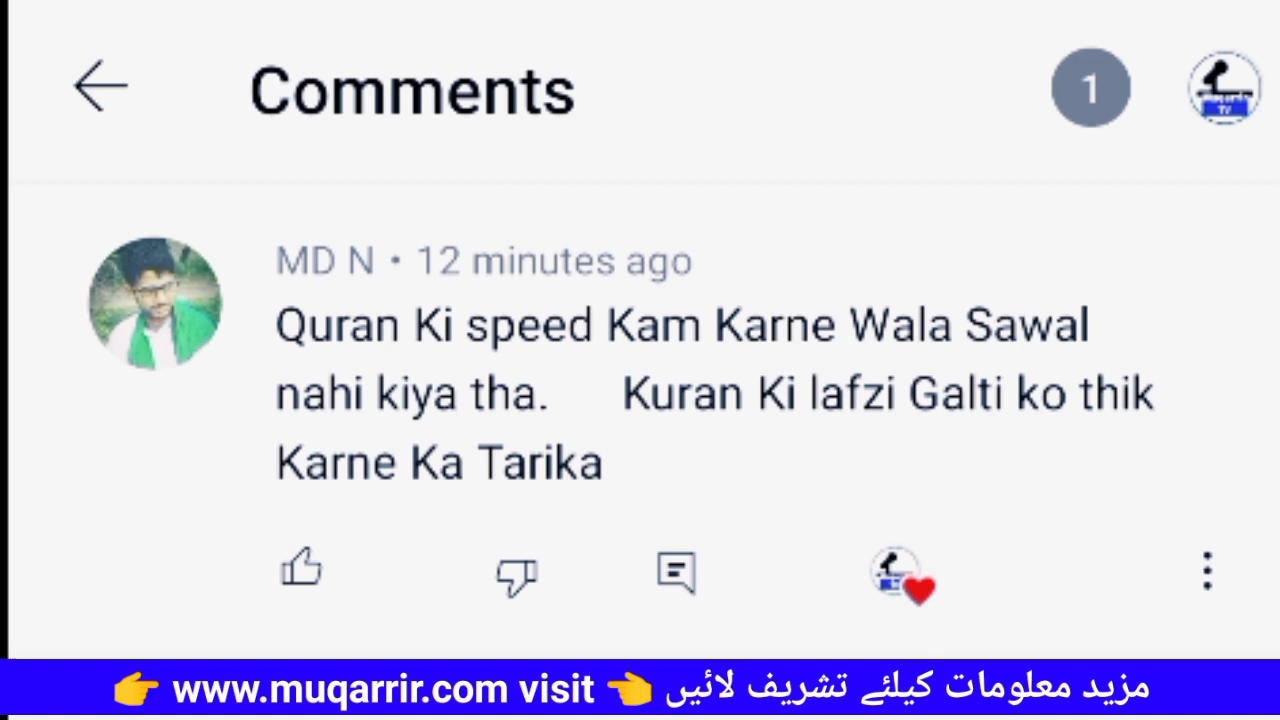 Comments
1
MD N • 12 minutes ago
Quran Ki speed Kam Karne Wala Sawal
nahi kiya tha. Kuran Ki lafzi Galti ko thik
Karne Ka Tarika
👉 www.muqarrir.com visit 👈 مزید معلومات کیلئے تشریف لائیں